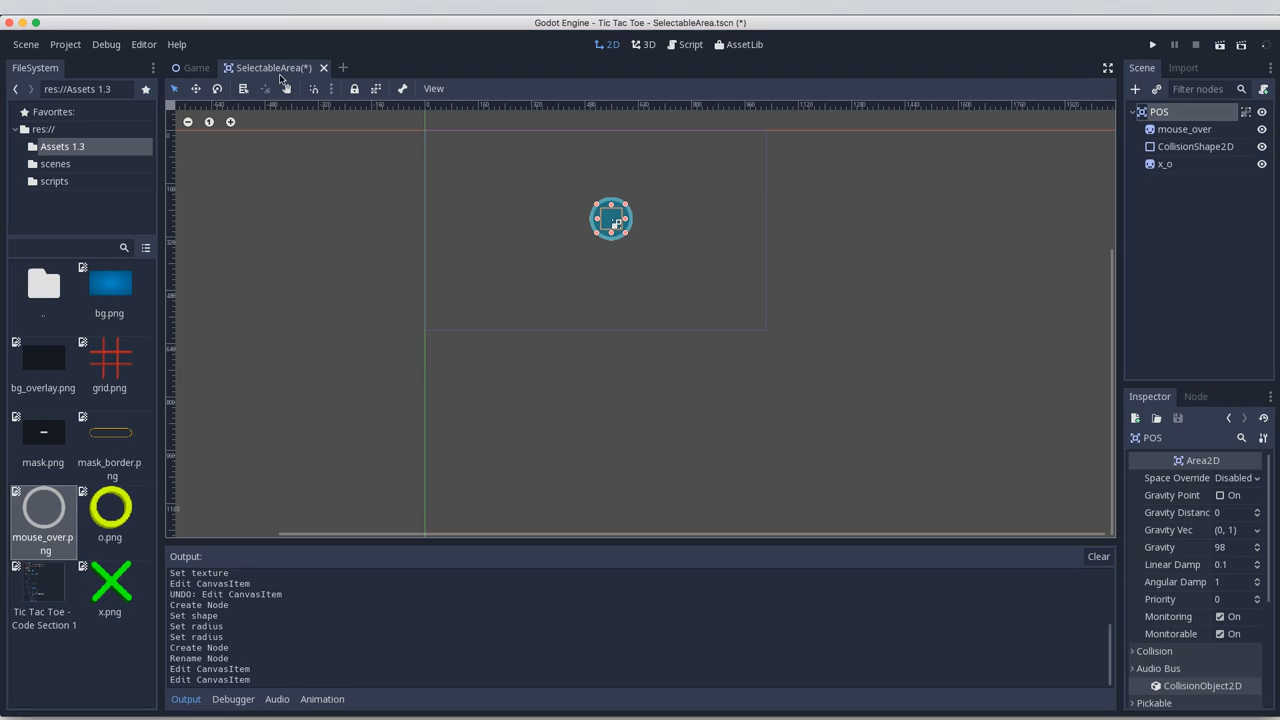 Godot Engine - Tic Tac Toe - SelectableArea.tscn (*)
Scene Project Debug Editor Help
2D 3D Script AssetLib
FileSystem
res://Assets 1.3
Favorites:
res://
Assets 1.3
scenes
scripts
..
bg.png
bg_overlay.png
grid.png
mask.png
mask_border.p
ng
mouse_over.p
ng
o.png
Tic Tac Toe -
Code Section 1
x.png
Game
SelectableArea(*)
View
Output:
Clear
Set texture
Edit CanvasItem
UNDO: Edit CanvasItem
Create Node
Set shape
Set radius
Set radius
Create Node
Rename Node
Edit CanvasItem
Edit CanvasItem
Output Debugger Audio Animation
Scene Import
Filter nodes
POS
mouse_over
CollisionShape2D
x_o
Inspector Node
POS
Area2D
Space Override Disabled
Gravity Point On
Gravity Distanc 0
Gravity Vec (0, 1)
Gravity 98
Linear Damp 0.1
Angular Damp 1
Priority 0
Monitoring On
Monitorable On
Collision
Audio Bus
CollisionObject2D
Pickable